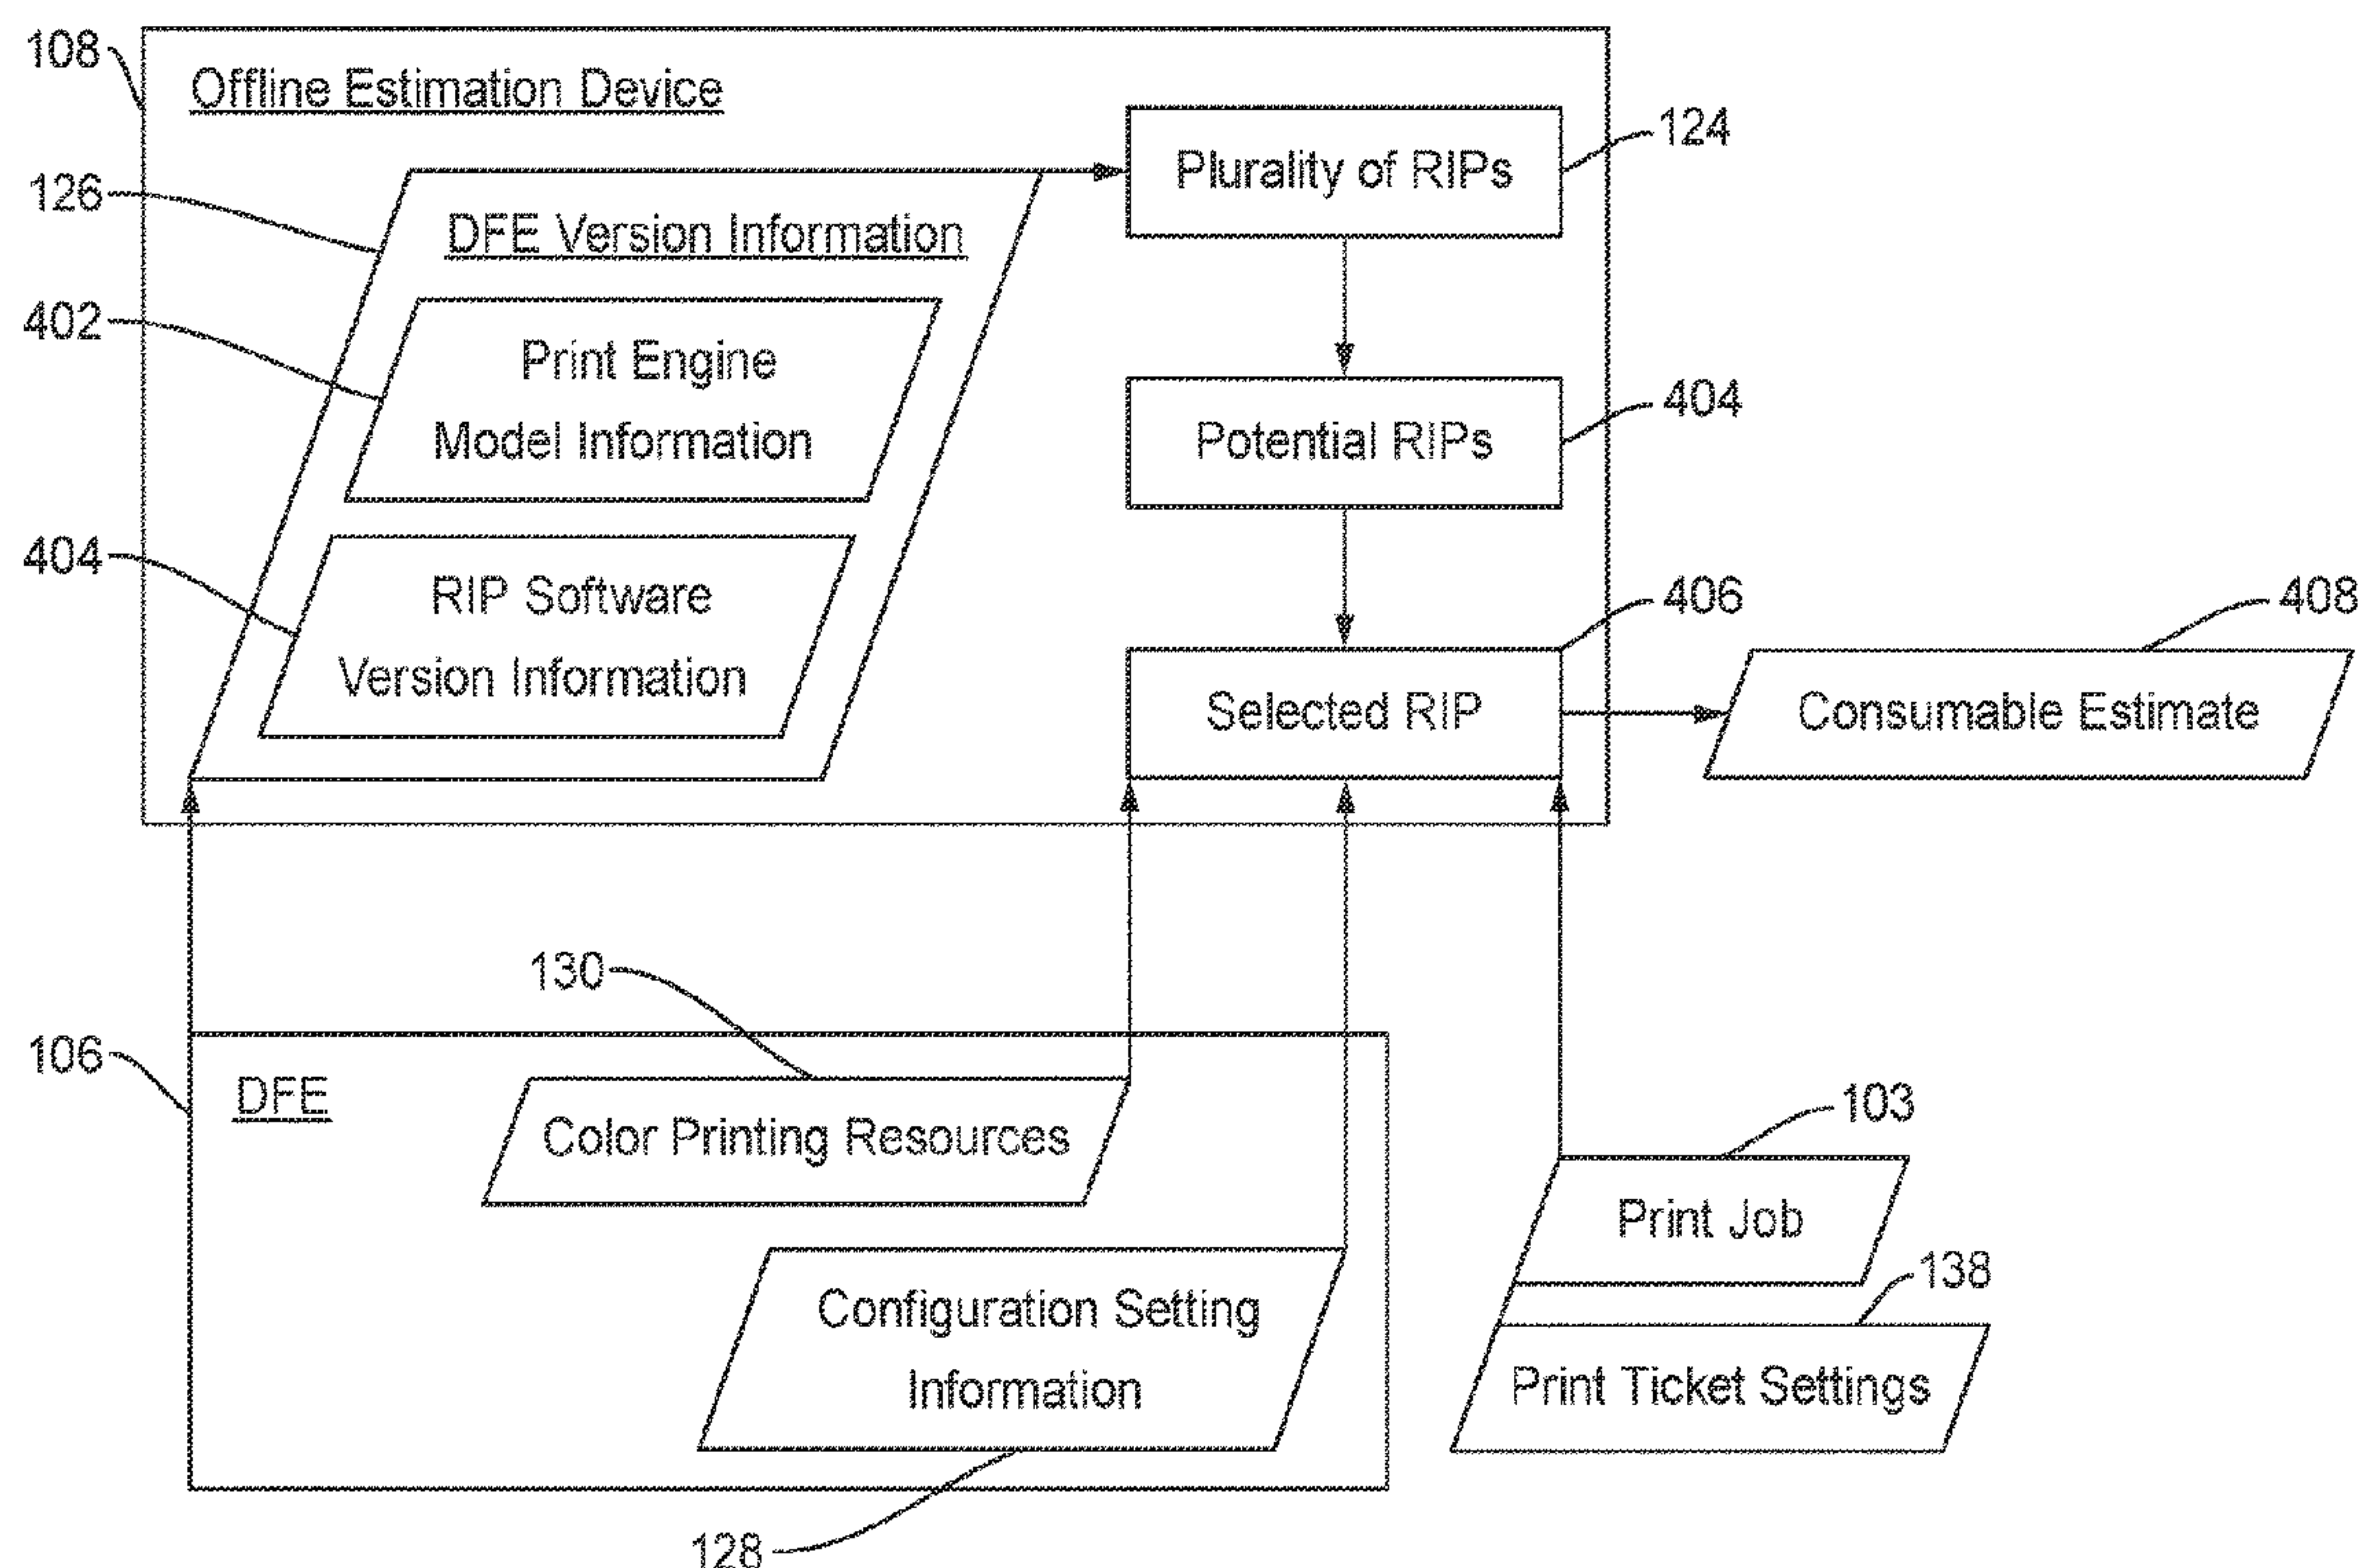 108
Offline Estimation Device
124
Plurality of RIPs
126
DFE Version Information
402
Print Engine
Model Information
404
Potential RIPs
404
RIP Software
Version Information
406
408
Selected RIP
Consumable Estimate
130
106
DFE
Color Printing Resources
103
Print Job
138
Configuration Setting
Information
Print Ticket Settings
128